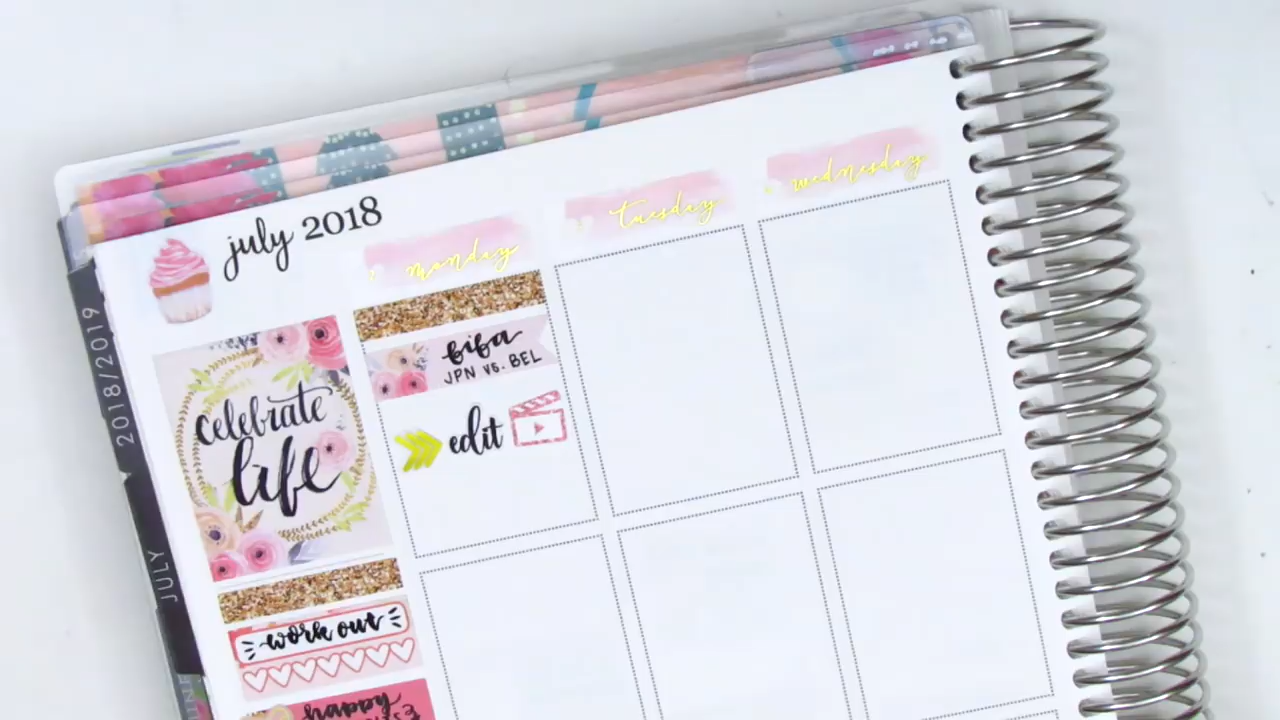 july 2018
monday
tuesday
wednesday
celebrate
life
fifa
JPN vs. BEL
edit
work out
happy
2018/2019
JULY